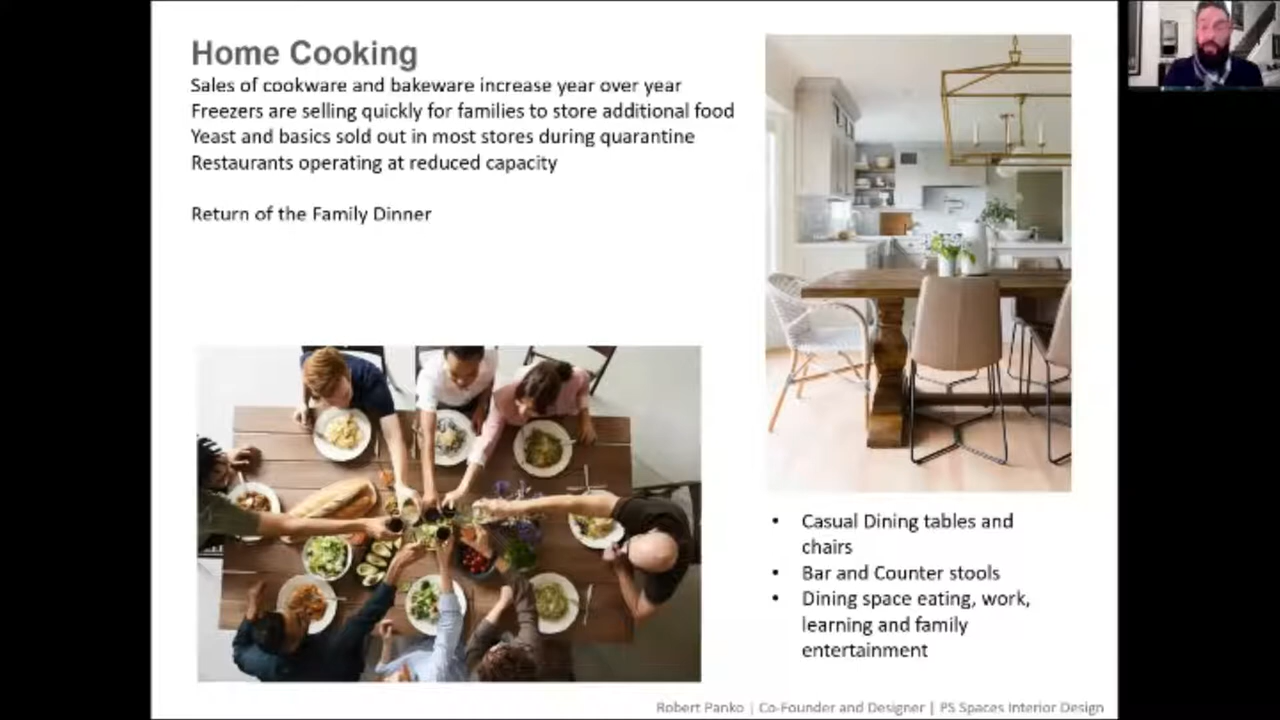 Home Cooking
Sales of cookware and bakeware increase year over year
Freezers are selling quickly for families to store additional food
Yeast and basics sold out in most stores during quarantine
Restaurants operating at reduced capacity
Return of the Family Dinner
• Casual Dining tables and
chairs
• Bar and Counter stools
• Dining space eating, work,
learning and family
entertainment
Robert Panko | Co-Founder and Designer | PS Spaces Interior Design